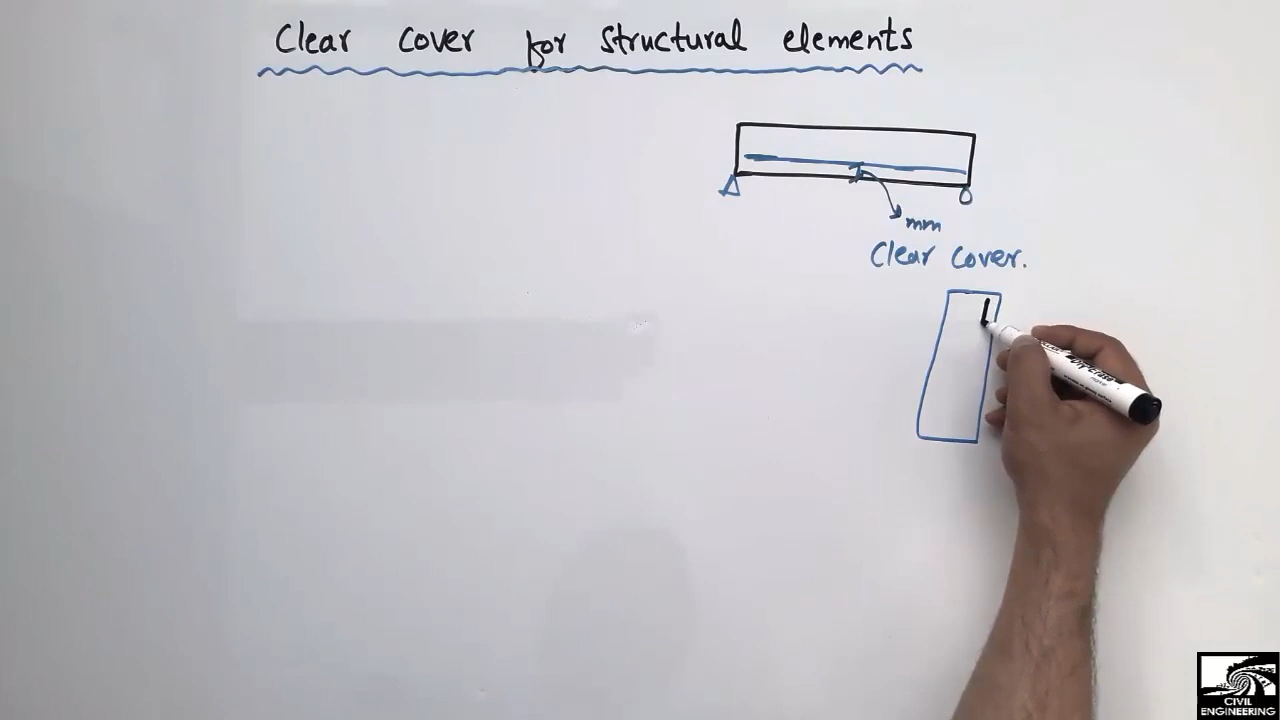 Clear cover for structural elements
mm
Clear cover.
CIVIL
ENGINEERING